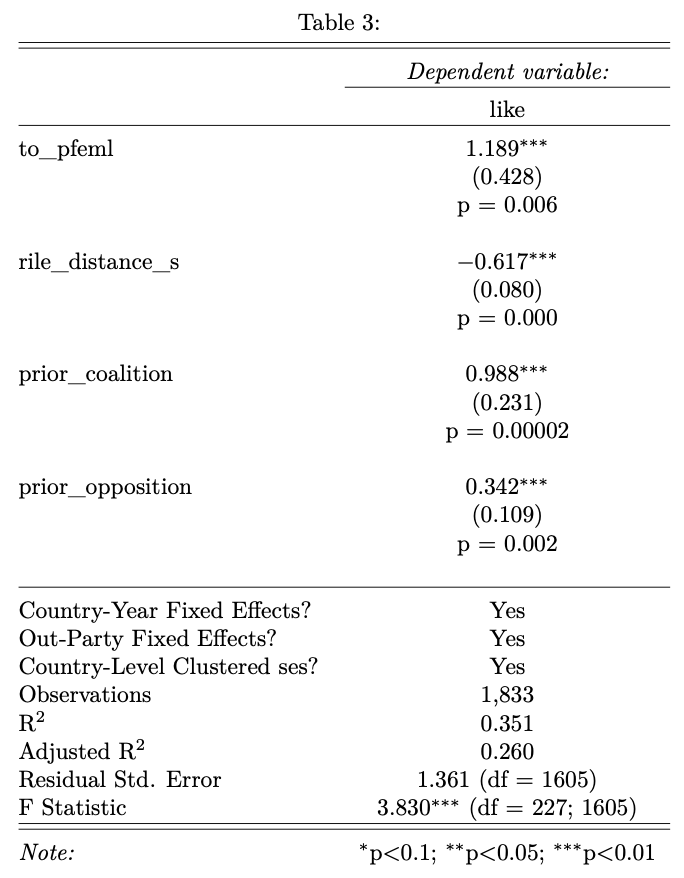 Table 3:
Dependent variable:
like
to_pfeml 1.189***
(0.428)
p = 0.006
rile_distance_s −0.617***
(0.080)
p = 0.000
prior_coalition 0.988***
(0.231)
p = 0.00002
prior_opposition 0.342***
(0.109)
p = 0.002
Country-Year Fixed Effects? Yes
Out-Party Fixed Effects? Yes
Country-Level Clustered ses? Yes
Observations 1,833
R² 0.351
Adjusted R² 0.260
Residual Std. Error 1.361 (df = 1605)
F Statistic 3.830*** (df = 227; 1605)
Note: *p<0.1; **p<0.05; ***p<0.01